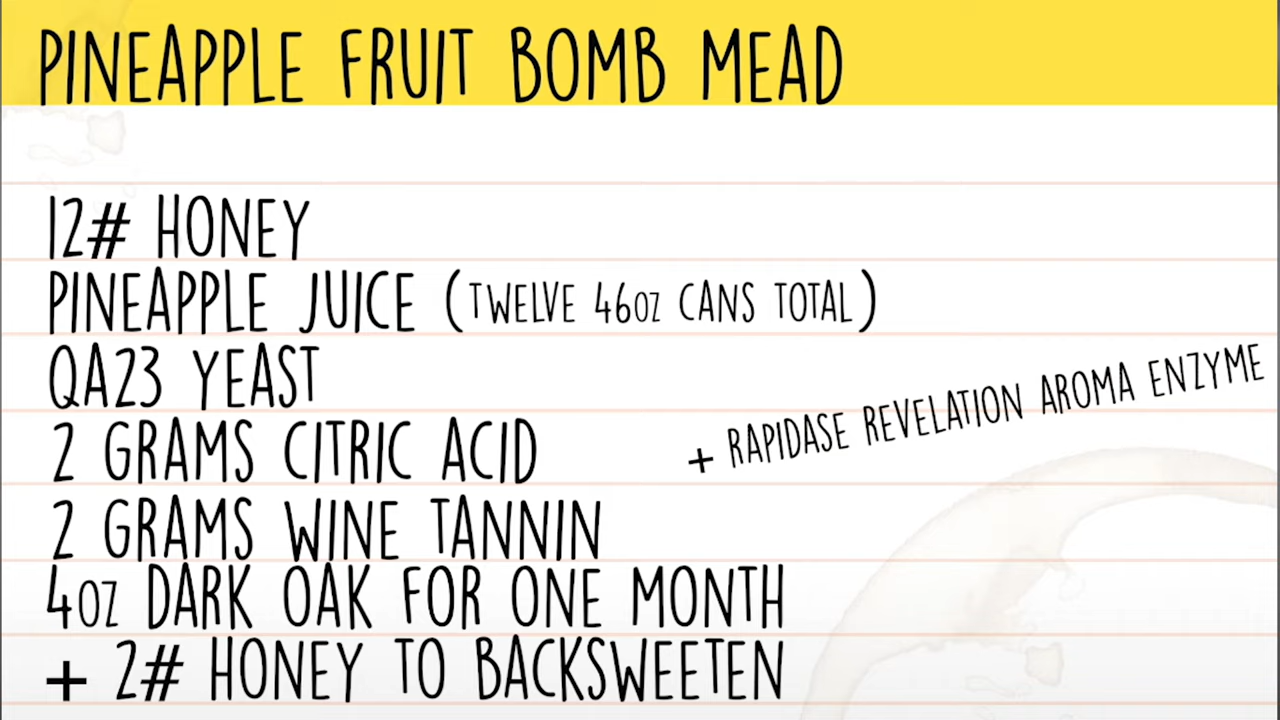 PINEAPPLE FRUIT BOMB MEAD
12# HONEY
PINEAPPLE JUICE (TWELVE 46OZ CANS TOTAL)
QA23 YEAST
+ RAPIDASE REVELATION AROMA ENZYME
2 GRAMS CITRIC ACID
2 GRAMS WINE TANNIN
4OZ DARK OAK FOR ONE MONTH
+ 2# HONEY TO BACKSWEETEN